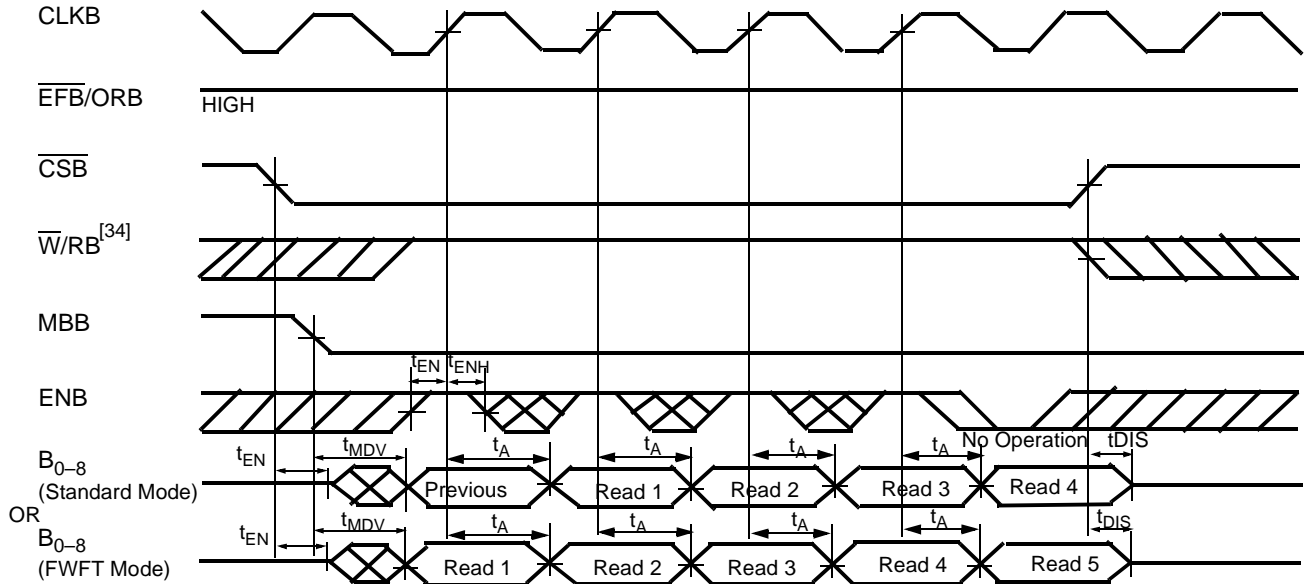 CLKB
EFB/ORB
HIGH
CSB
W/RB[34]
MBB
tEN tENH
ENB
No Operation tDIS
tEN tMDV tA tA tA tA
B0–8
(Standard Mode)
Previous Read 1 Read 2 Read 3 Read 4
OR
tEN tMDV tA tA tA tA tDIS
B0–8
(FWFT Mode)
Read 1 Read 2 Read 3 Read 4 Read 5